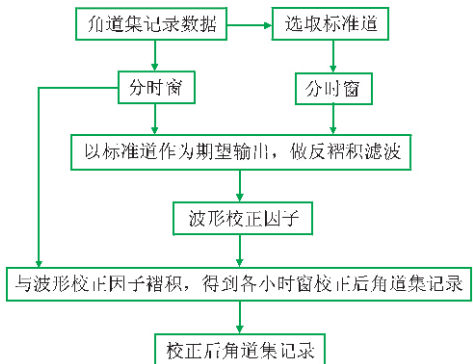 角道集记录数据
选取标准道
分时窗
分时窗
以标准道作为期望输出，做反褶积滤波
波形校正因子
与波形校正因子褶积，得到各小时窗校正后角道集记录
校正后角道集记录